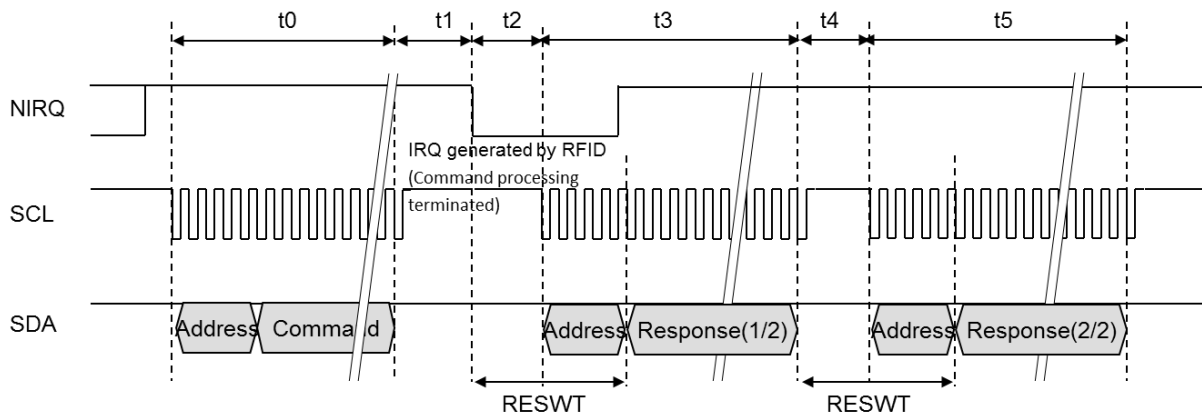 t0 t1 t2 t3 t4 t5
NIRQ
IRQ generated by RFID
(Command processing
terminated)
SCL
SDA
Address Command Address Response(1/2) Address Response(2/2)
RESWT RESWT